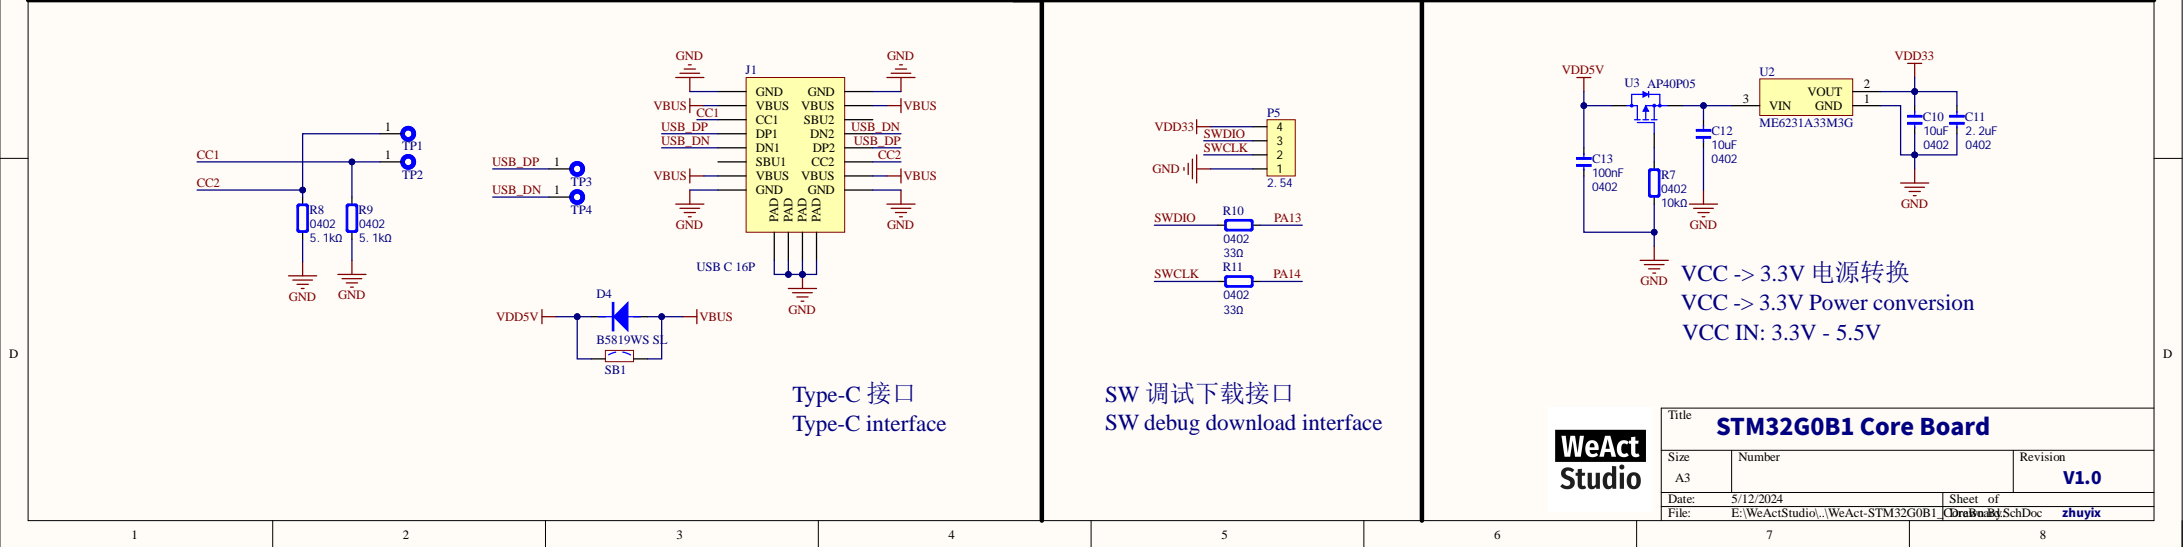 CC1
CC2
1
TP1
1
TP2
R8
0402
5.1kΩ
R9
0402
5.1kΩ
GND
GND
USB_DP
1
TP3
USB_DN
1
TP4
J1
GND
GND
VBUS
VBUS
CC1
USB_DP
USB_DN
USB_DN
USB_DP
CC2
VBUS
VBUS
GND
GND
GND GND
VBUS VBUS
CC1 SBU2
DP1 DN2
DN1 DP2
SBU1 CC2
VBUS VBUS
GND GND
PAD PAD PAD PAD
USB C 16P
GND
D4
VDD5V
VBUS
B5819WS SL
SB1
Type-C 接口
Type-C interface
P5
VDD33
4
SWDIO
3
SWCLK
2
GND
1
2.54
SWDIO
R10
PA13
0402
33Ω
SWCLK
R11
PA14
0402
33Ω
SW 调试下载接口
SW debug download interface
VDD5V
U3 AP40P05
C13
100nF
0402
R7
0402
10kΩ
GND
C12
10uF
0402
GND
U2
3
VIN
VOUT
GND
2
1
ME6231A33M3G
VDD33
C10
10uF
0402
C11
2.2uF
0402
GND
VCC -> 3.3V 电源转换
VCC -> 3.3V Power conversion
VCC IN: 3.3V - 5.5V
WeAct
Studio
Title
STM32G0B1 Core Board
Size
A3
Number
Revision
V1.0
Date: 5/12/2024
Sheet of
File: E:\WeActStudio\..\WeAct-STM32G0B1_CoreBoard.SchDoc
Drawn By:
zhuyix
D
D
1 2 3 4 5 6 7 8